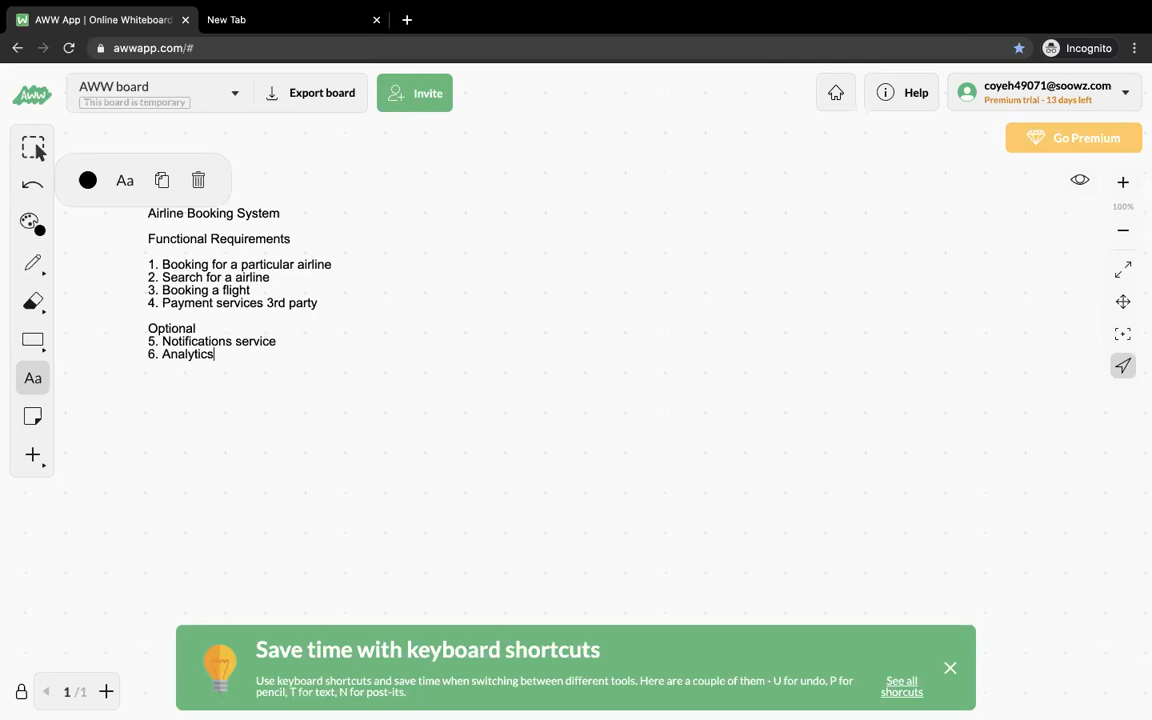 AWW App | Online Whiteboard
New Tab
awwapp.com/#
Incognito
AWW
AWW board
This board is temporary
Export board
Invite
Help
coyeh49071@soowz.com
Premium trial - 13 days left
Go Premium
Aa
100%
Airline Booking System
Functional Requirements
1. Booking for a particular airline
2. Search for a airline
3. Booking a flight
4. Payment services 3rd party
Optional
5. Notifications service
6. Analytics
Aa
Save time with keyboard shortcuts
Use keyboard shortcuts and save time when switching between different tools. Here are a couple of them - U for undo, P for
pencil, T for text, N for post-its.
See all
shorcuts
1 /1